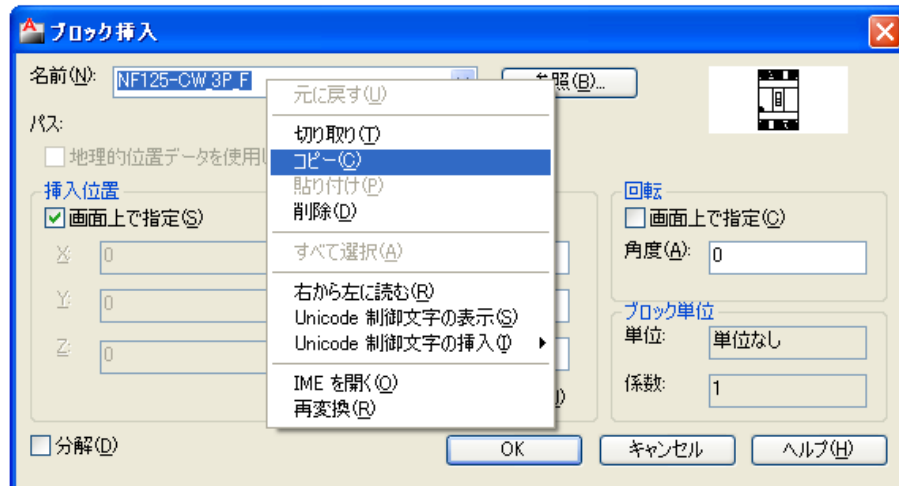 ブロック挿入
名前(N):
NF125-CW_3P_F
照(B)...
パス:
地理的位置データを使用
挿入位置
画面上で指定(S)
X:
0
Y:
0
Z:
0
元に戻す(U)
切り取り(T)
コピー(C)
貼り付け(P)
削除(D)
すべて選択(A)
右から左に読む(R)
Unicode 制御文字の表示(S)
Unicode 制御文字の挿入(I)
IME を開く(O)
再変換(R)
回転
画面上で指定(C)
角度(A):
0
ブロック単位
単位:
単位なし
係数:
1
分解(D)
OK
キャンセル
ヘルプ(H)